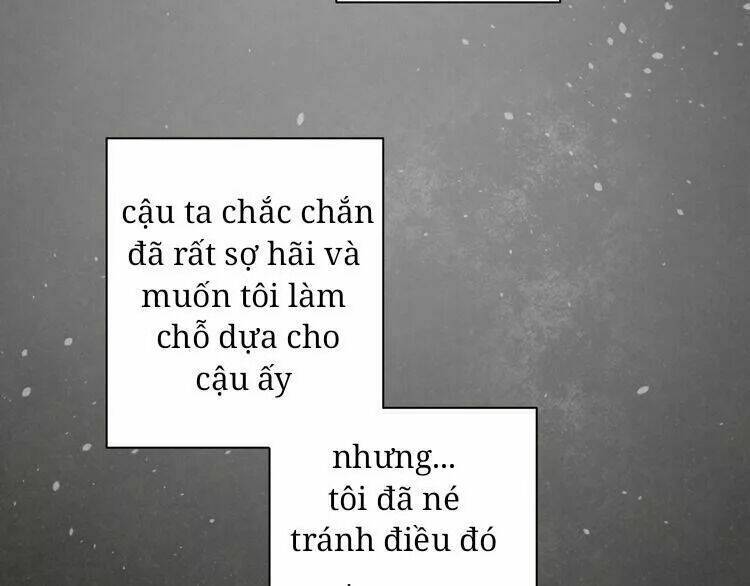 cậu ta chắc chắn
đã rất sợ hãi và
muốn tôi làm
chỗ dựa cho
cậu ấy
nhưng...
tôi đã né
tránh điều đó